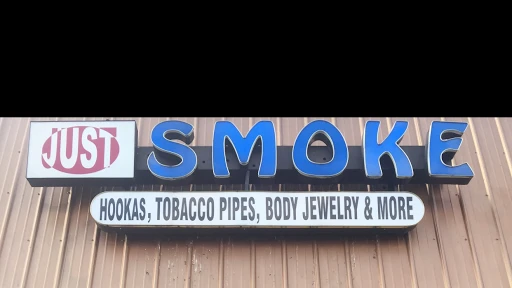 JUST SMOKE
HOOKAS, TOBACCO PIPES, BODY JEWELRY & MORE